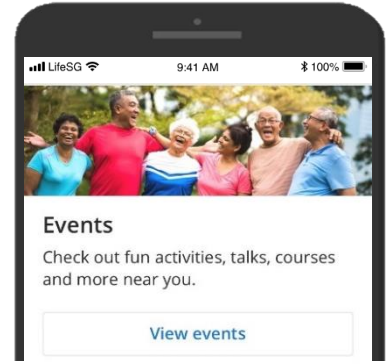 LifeSG 9:41 AM 100%
Events
Check out fun activities, talks, courses
and more near you.
View events